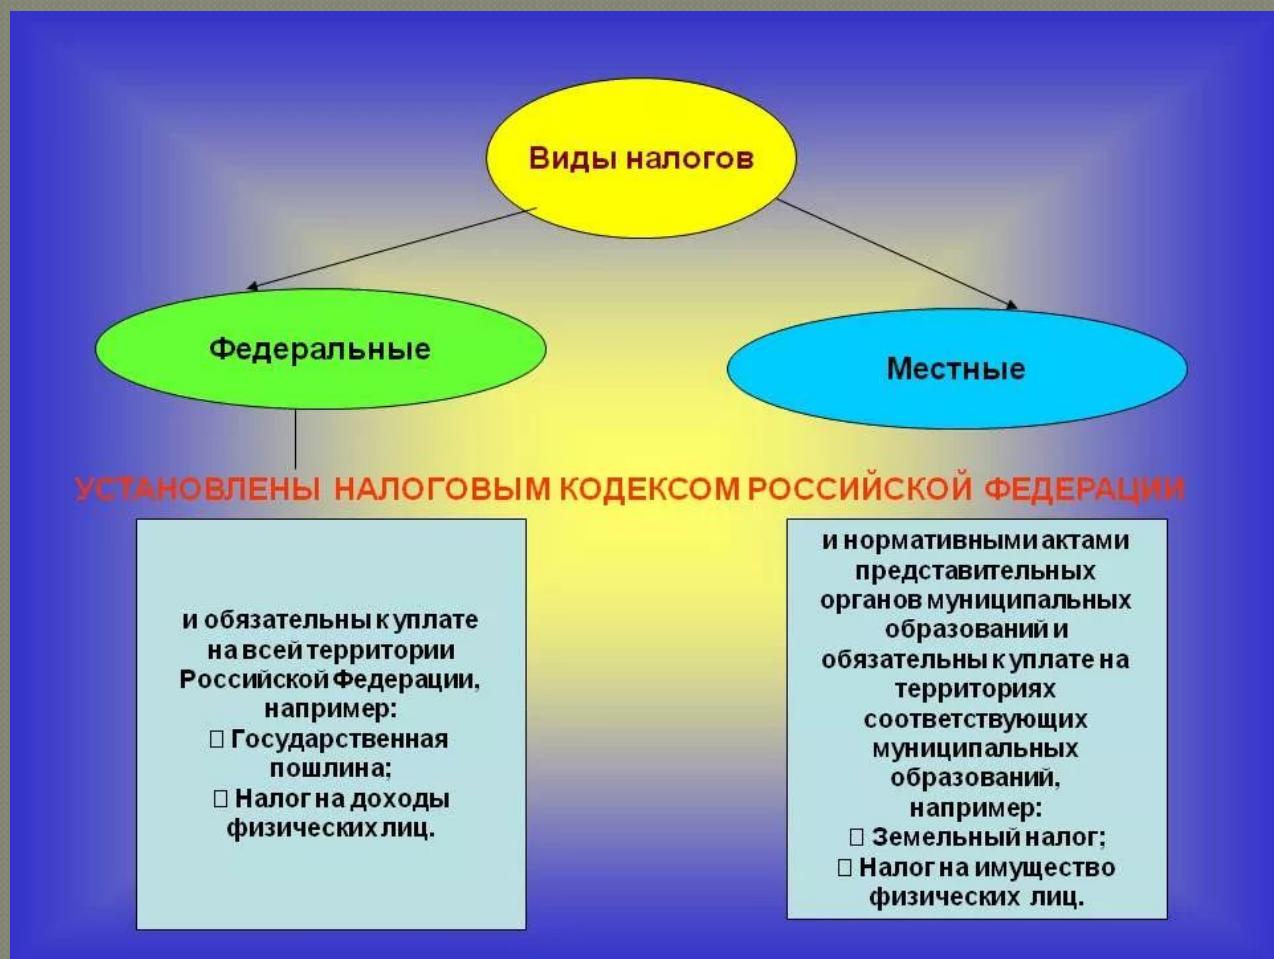 Виды налогов
Федеральные
Местные
УСТАНОВЛЕНЫ НАЛОГОВЫМ КОДЕКСОМ РОССИЙСКОЙ ФЕДЕРАЦИИ
и обязательны к уплате
на всей территории
Российской Федерации,
например:
Государственная
пошлина;
Налог на доходы
физических лиц.
и нормативными актами
представительных
органов муниципальных
образований и
обязательны к уплате на
территориях
соответствующих
муниципальных
образований,
например:
Земельный налог;
Налог на имущество
физических лиц.